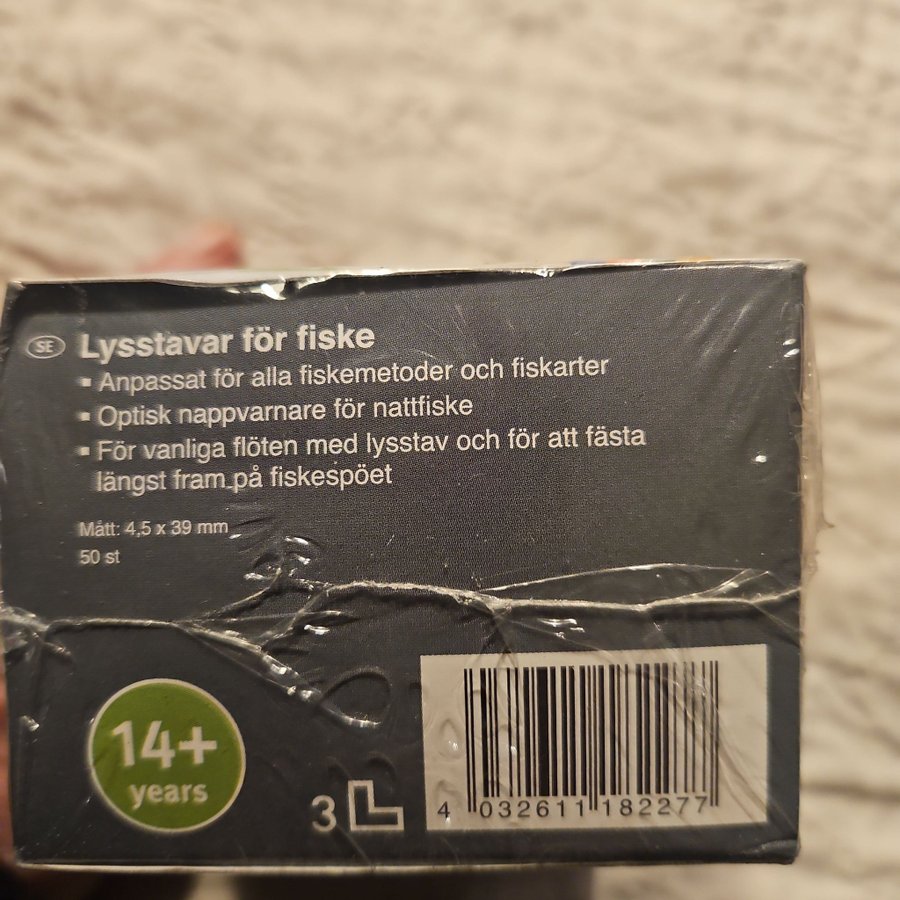 SE
Lysstavar för fiske
▪ Anpassat för alla fiskemetoder och fiskarter
▪ Optisk nappvarnare för nattfiske
▪ För vanliga flöten med lysstav och för att fästa
längst fram på fiskespöet
Mått: 4,5 x 39 mm
50 st
14+
years
3 L
4 032611 182277